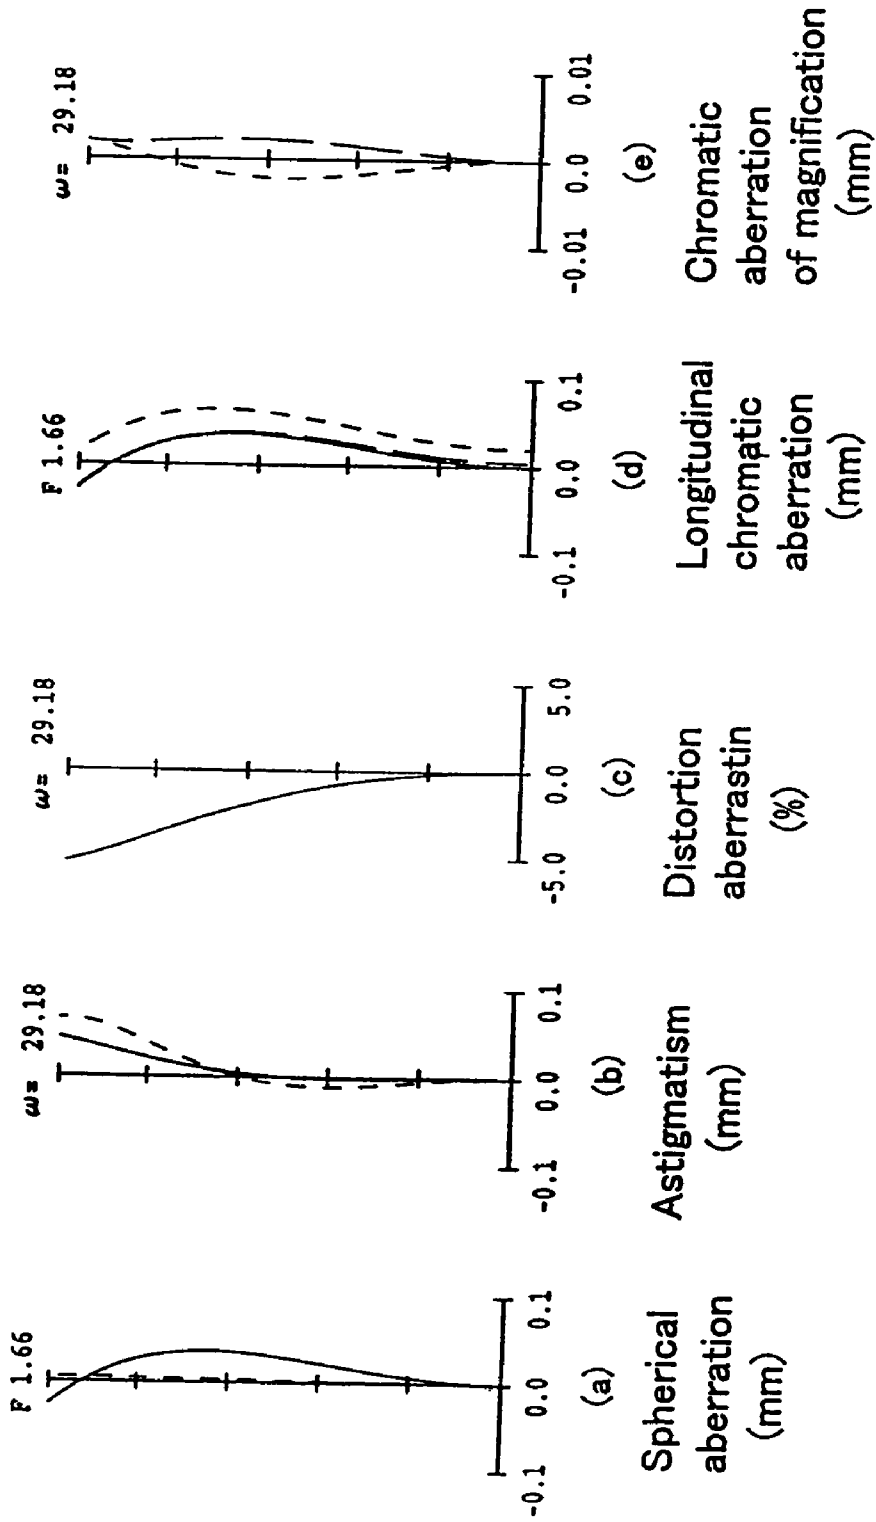 F 1.66
-0.1 0.0 0.1
(a)
Spherical
aberration
(mm)
ω= 29.18
-0.1 0.0 0.1
(b)
Astigmatism
(mm)
ω= 29.18
-5.0 0.0 5.0
(c)
Distortion
aberrastin
(%)
F 1.66
-0.1 0.0 0.1
(d)
Longitudinal
chromatic
aberration
(mm)
ω= 29.18
-0.01 0.0 0.01
(e)
Chromatic
aberration
of magnification
(mm)